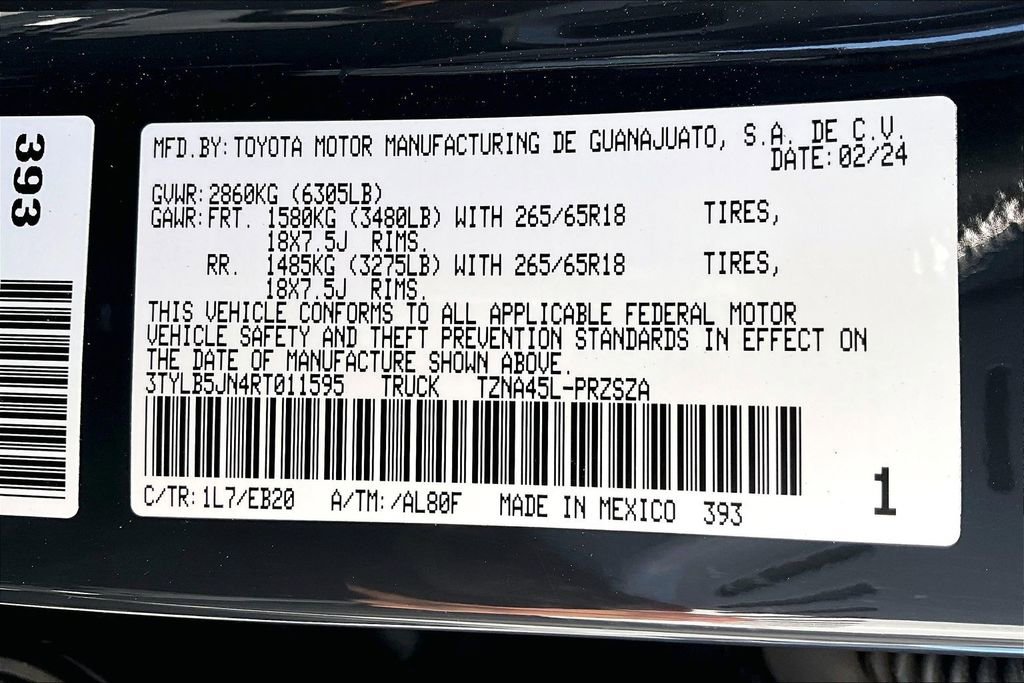 393
MFD.BY:TOYOTA MOTOR MANUFACTURING DE GUANAJUATO, S.A. DE C.V.
DATE:02/24
GVWR:2860KG (6305LB)
GAWR:FRT. 1580KG (3480LB) WITH 265/65R18 TIRES,
18X7.5J RIMS.
RR. 1485KG (3275LB) WITH 265/65R18 TIRES,
18X7.5J RIMS.
THIS VEHICLE CONFORMS TO ALL APPLICABLE FEDERAL MOTOR
VEHICLE SAFETY AND THEFT PREVENTION STANDARDS IN EFFECT ON
THE DATE OF MANUFACTURE SHOWN ABOVE.
3TYLB5JN4RT011595 TRUCK TZNA45L-PRZSZA
C/TR:1L7/EB20 A/TM:/AL80F MADE IN MEXICO 393
1